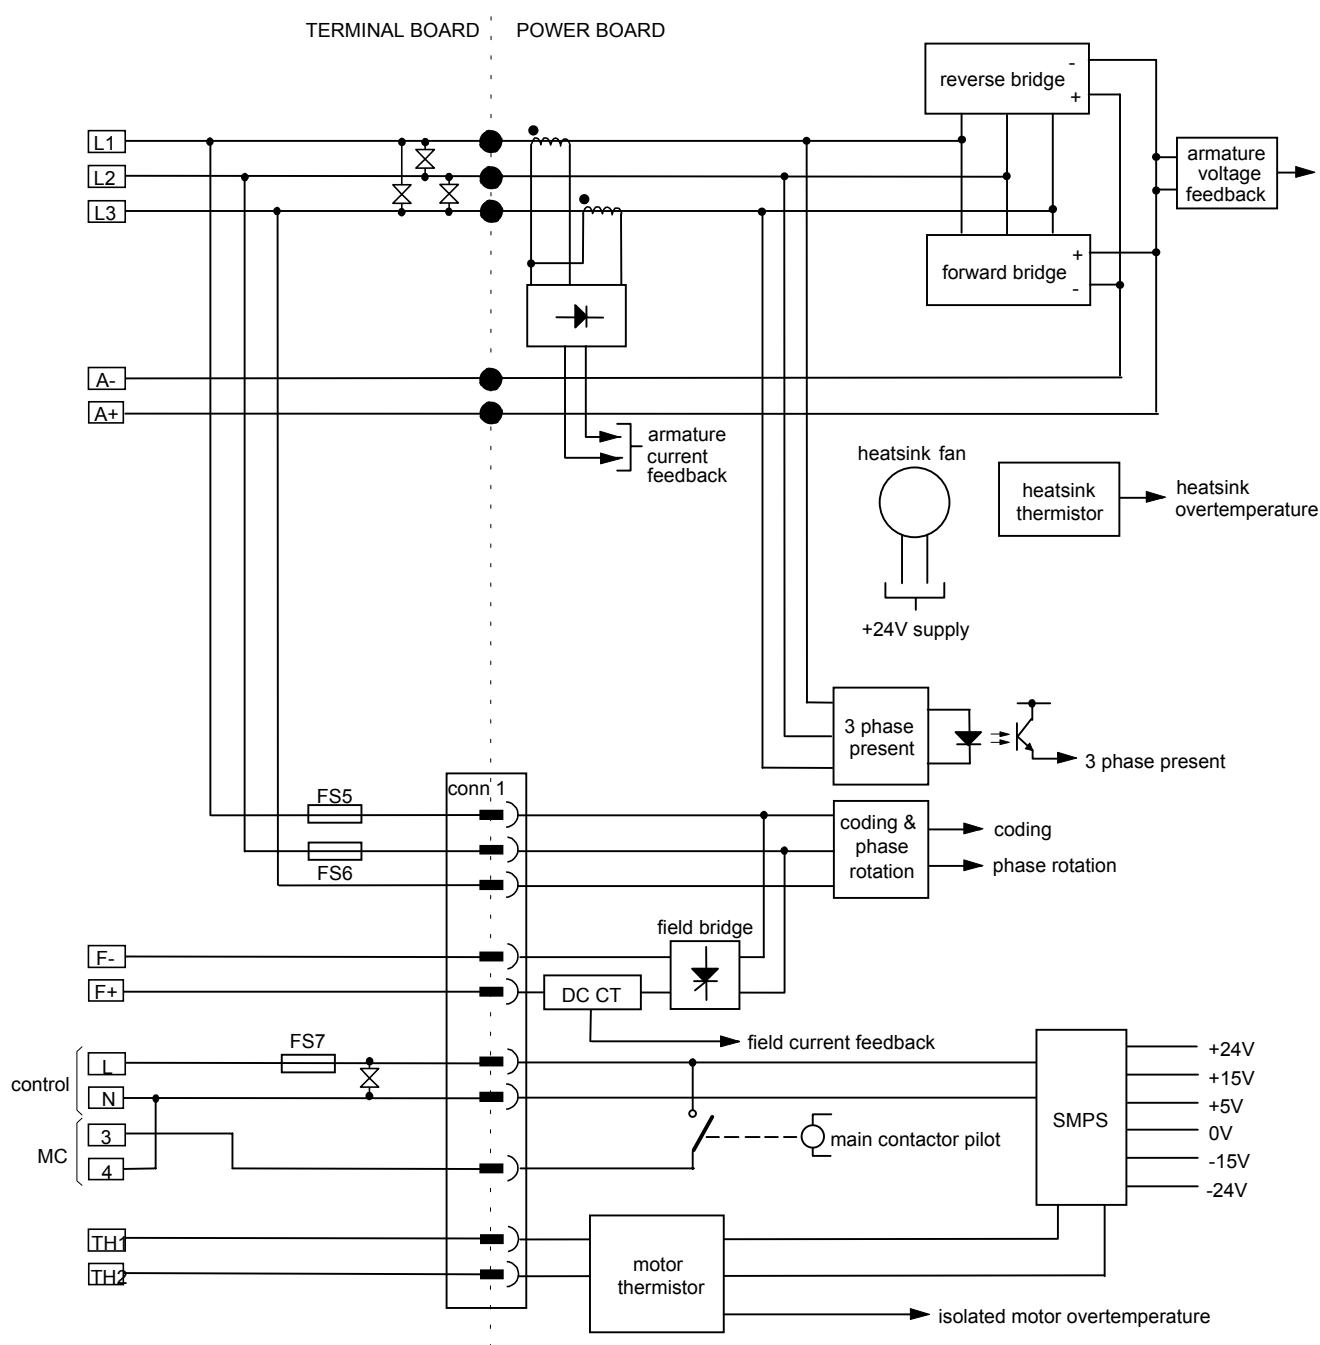 TERMINAL BOARD
POWER BOARD
reverse bridge
-
+
L1
L2
L3
armature
voltage
feedback
forward bridge
+
-
A-
A+
armature
current
feedback
heatsink fan
+24V supply
heatsink
thermistor
heatsink
overtemperature
3 phase
present
3 phase present
conn 1
FS5
FS6
coding &
phase
rotation
coding
phase rotation
field bridge
F-
F+
DC CT
field current feedback
FS7
control
L
N
MC
3
4
main contactor pilot
SMPS
+24V
+15V
+5V
0V
-15V
-24V
TH1
TH2
motor
thermistor
isolated motor overtemperature